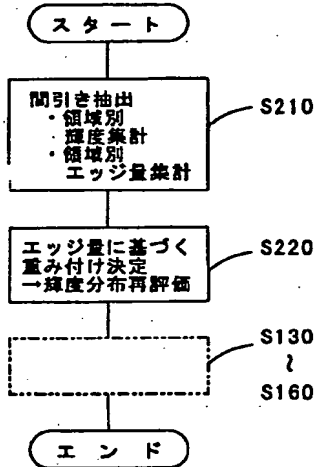 スタート
間引き抽出
・領域別
輝度集計
・領域別
エッジ量集計
S210
エッジ量に基づく
重み付け決定
→輝度分布再評価
S220
S130
~
S160
エンド